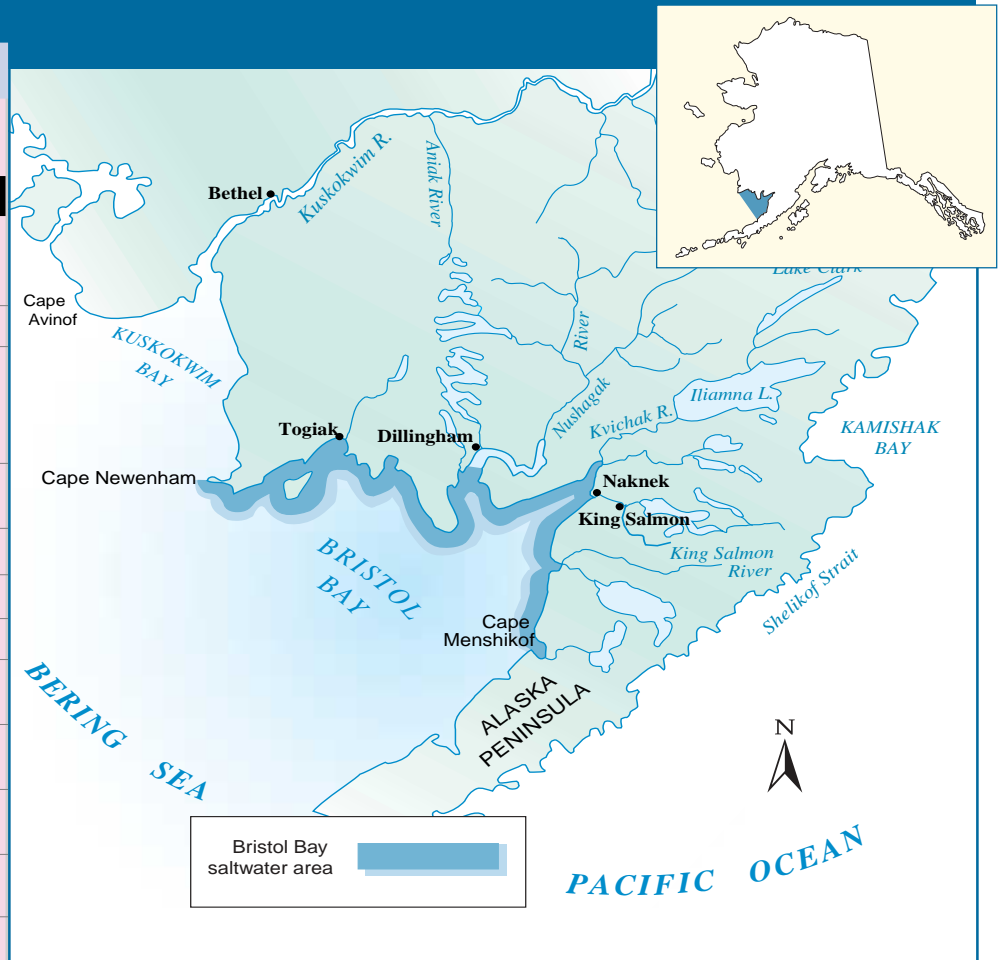 Lake Clark
Bethel
Kuskokwim R.
Aniak River
Cape
Avinof
KUSKOKWIM
BAY
River
Nushagak
Iliamna L.
Kvichak R.
KAMISHAK
BAY
Togiak
Dillingham
Cape Newenham
Naknek
King Salmon
King Salmon
River
BRISTOL
BAY
Shelikof Strait
Cape
Menshikof
ALASKA
PENINSULA
BERING SEA
N
Bristol Bay
saltwater area
PACIFIC OCEAN